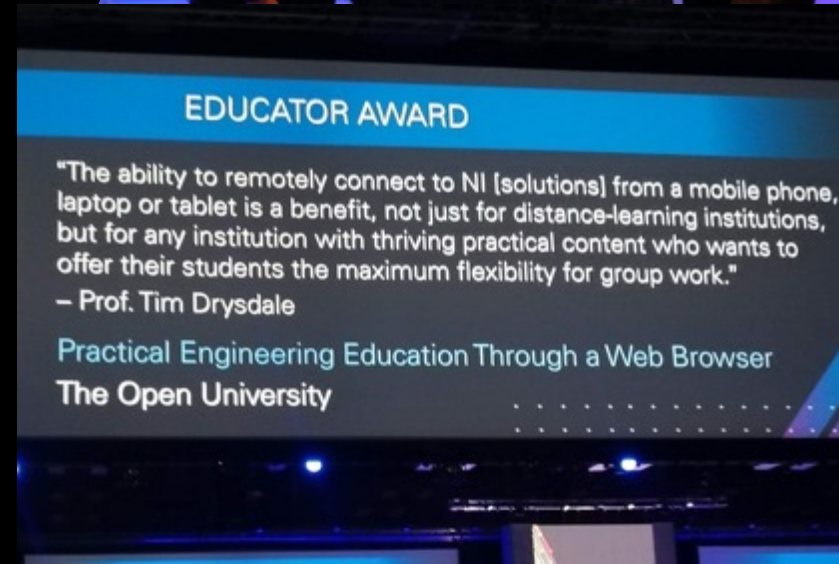 EDUCATOR AWARD
"The ability to remotely connect to NI [solutions] from a mobile phone,
laptop or tablet is a benefit, not just for distance-learning institutions,
but for any institution with thriving practical content who wants to
offer their students the maximum flexibility for group work."
– Prof. Tim Drysdale
Practical Engineering Education Through a Web Browser
The Open University